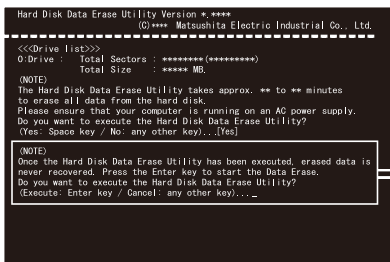 Hard Disk Data Erase Utility Version *.****
(C)**** Matsushita Electric Industrial Co., Ltd.
<<<Drive list>>>
0:Drive : Total Sectors : ********(*********)
Total Size : ***** MB.
(NOTE)
The Hard Disk Data Erase Utility takes approx. ** to ** minutes
to erase all data from the hard disk.
Please ensure that your computer is running on an AC power supply.
Do you want to execute the Hard Disk Data Erase Utility?
(Yes: Space key / No: any other key)...[Yes]
(NOTE)
Once the Hard Disk Data Erase Utility has been executed, erased data is
never recovered. Press the Enter key to start the Data Erase.
Do you want to execute the Hard Disk Data Erase Utility?
(Execute: Enter key / Cancel: any other key)..._